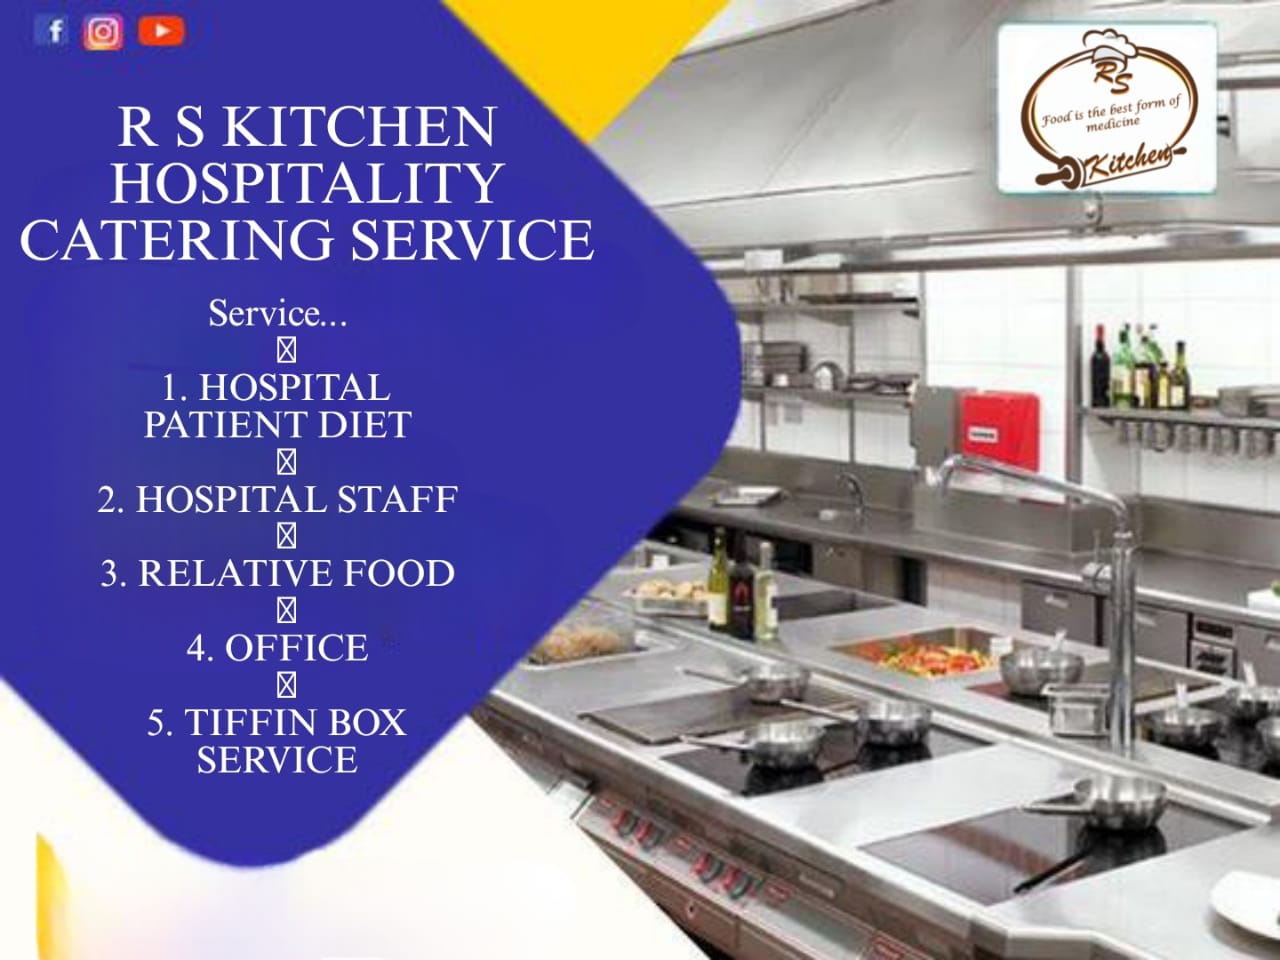 R S KITCHEN
HOSPITALITY
CATERING SERVICE
Service...
1. HOSPITAL
PATIENT DIET
2. HOSPITAL STAFF
3. RELATIVE FOOD
4. OFFICE
5. TIFFIN BOX
SERVICE
RS
Food is the best form of
medicine
Kitchen